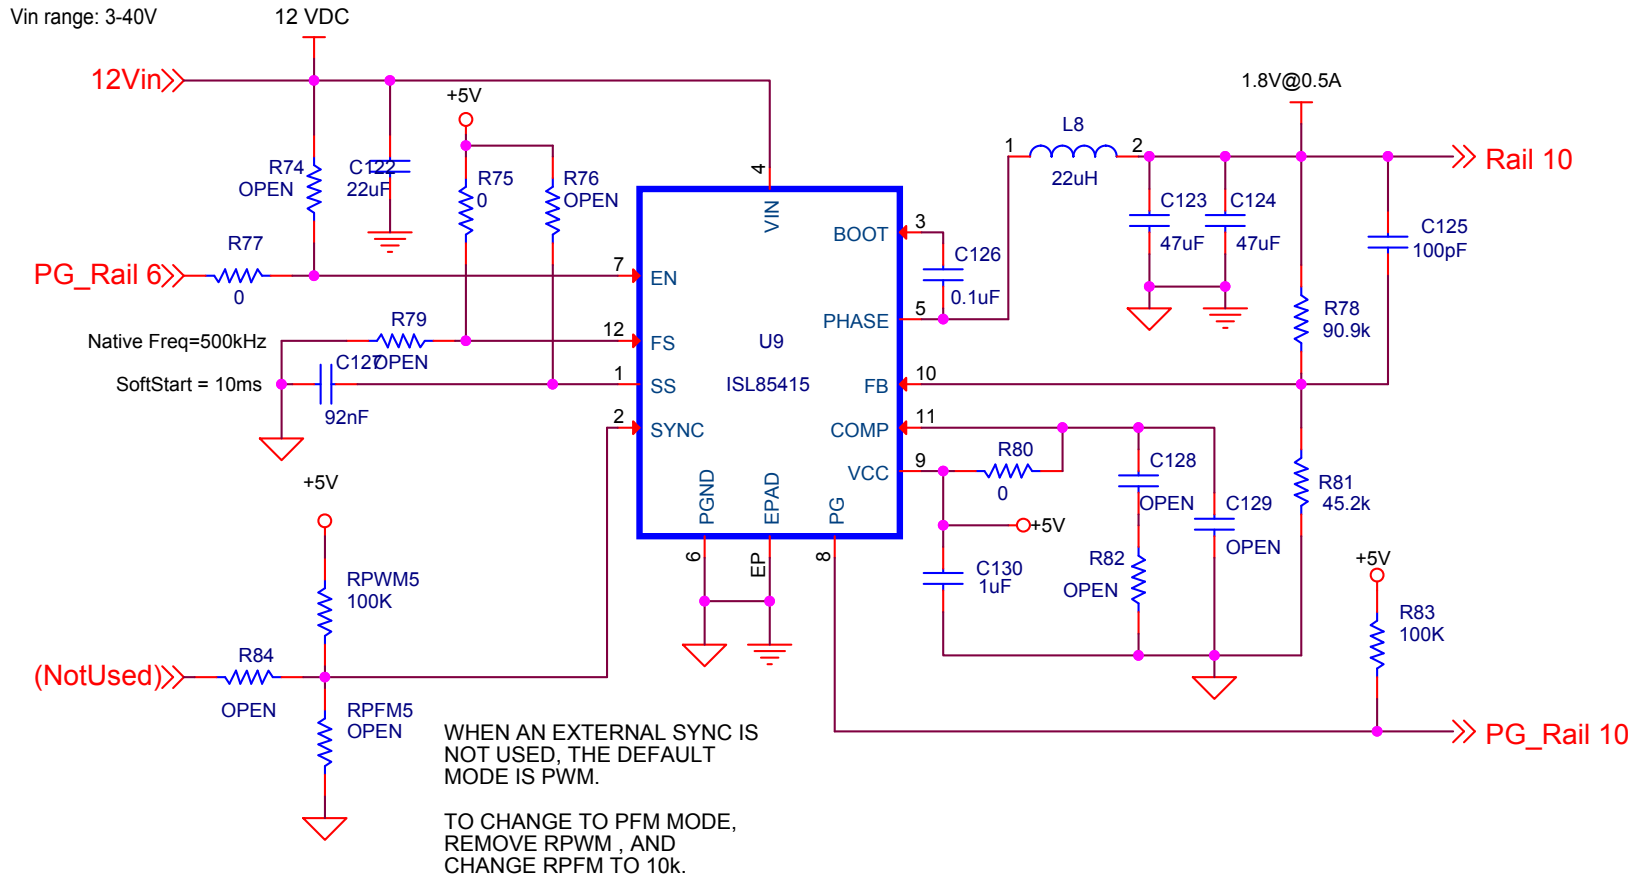 Vin range: 3-40V
12 VDC
12Vin
+5V
1.8V@0.5A
L8
1
2
22uH
Rail 10
R74
OPEN
C122
22uF
R75
0
R76
OPEN
4
VIN
BOOT
3
C126
0.1uF
PHASE
5
C123
47uF
C124
47uF
C125
100pF
R77
0
PG_Rail 6
7
EN
R78
90.9k
Native Freq=500kHz
R79
OPEN
12
FS
U9
ISL85415
SoftStart = 10ms
C127
92nF
1
SS
FB
10
2
SYNC
COMP
11
VCC
9
R80
0
C128
OPEN
C129
OPEN
R81
45.2k
PGND
EPAD
PG
6
EP
8
+5V
C130
1uF
R82
OPEN
+5V
RPWM5
100K
+5V
R83
100K
(NotUsed)
R84
OPEN
RPFM5
OPEN
PG_Rail 10
WHEN AN EXTERNAL SYNC IS
NOT USED, THE DEFAULT
MODE IS PWM.
TO CHANGE TO PFM MODE,
REMOVE RPWM , AND
CHANGE RPFM TO 10k.